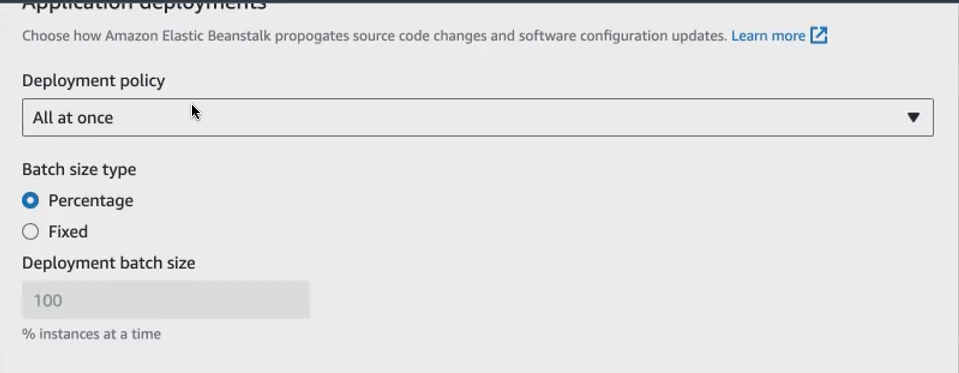 Application deployments
Choose how Amazon Elastic Beanstalk propogates source code changes and software configuration updates. Learn more
Deployment policy
All at once
Batch size type
Percentage
Fixed
Deployment batch size
100
% instances at a time